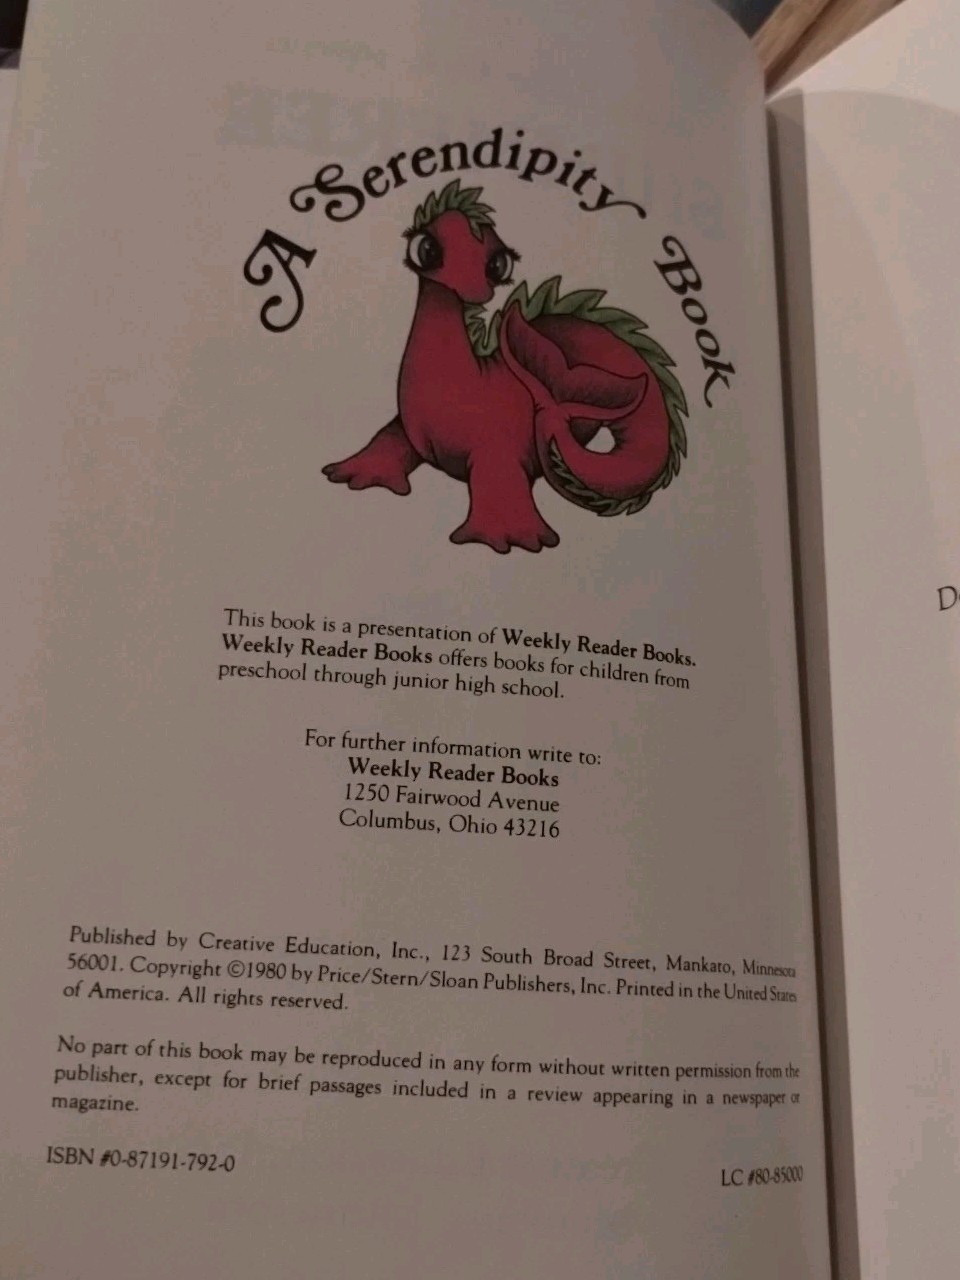 A Serendipity Book
This book is a presentation of Weekly Reader Books.
Weekly Reader Books offers books for children from
preschool through junior high school.
For further information write to:
Weekly Reader Books
1250 Fairwood Avenue
Columbus, Ohio 43216
Published by Creative Education, Inc., 123 South Broad Street, Mankato, Minnesota
56001. Copyright ©1980 by Price/Stern/Sloan Publishers, Inc. Printed in the United States
of America. All rights reserved.
No part of this book may be reproduced in any form without written permission from the
publisher, except for brief passages included in a review appearing in a newspaper or
magazine.
ISBN #0-87191-792-0
LC #80-85000